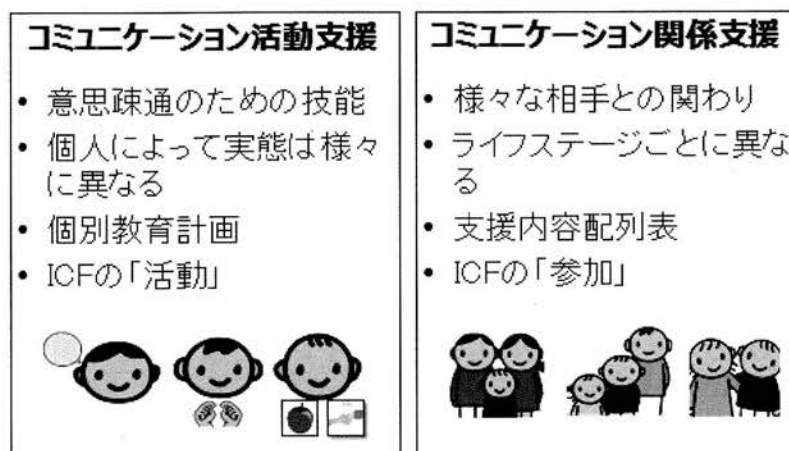 コミュニケーション活動支援
• 意思疎通のための技能
• 個人によって実態は様々
に異なる
• 個別教育計画
• ICFの「活動」
コミュニケーション関係支援
• 様々な相手との関わり
• ライフステージごとに異な
る
• 支援内容配列表
• ICFの「参加」